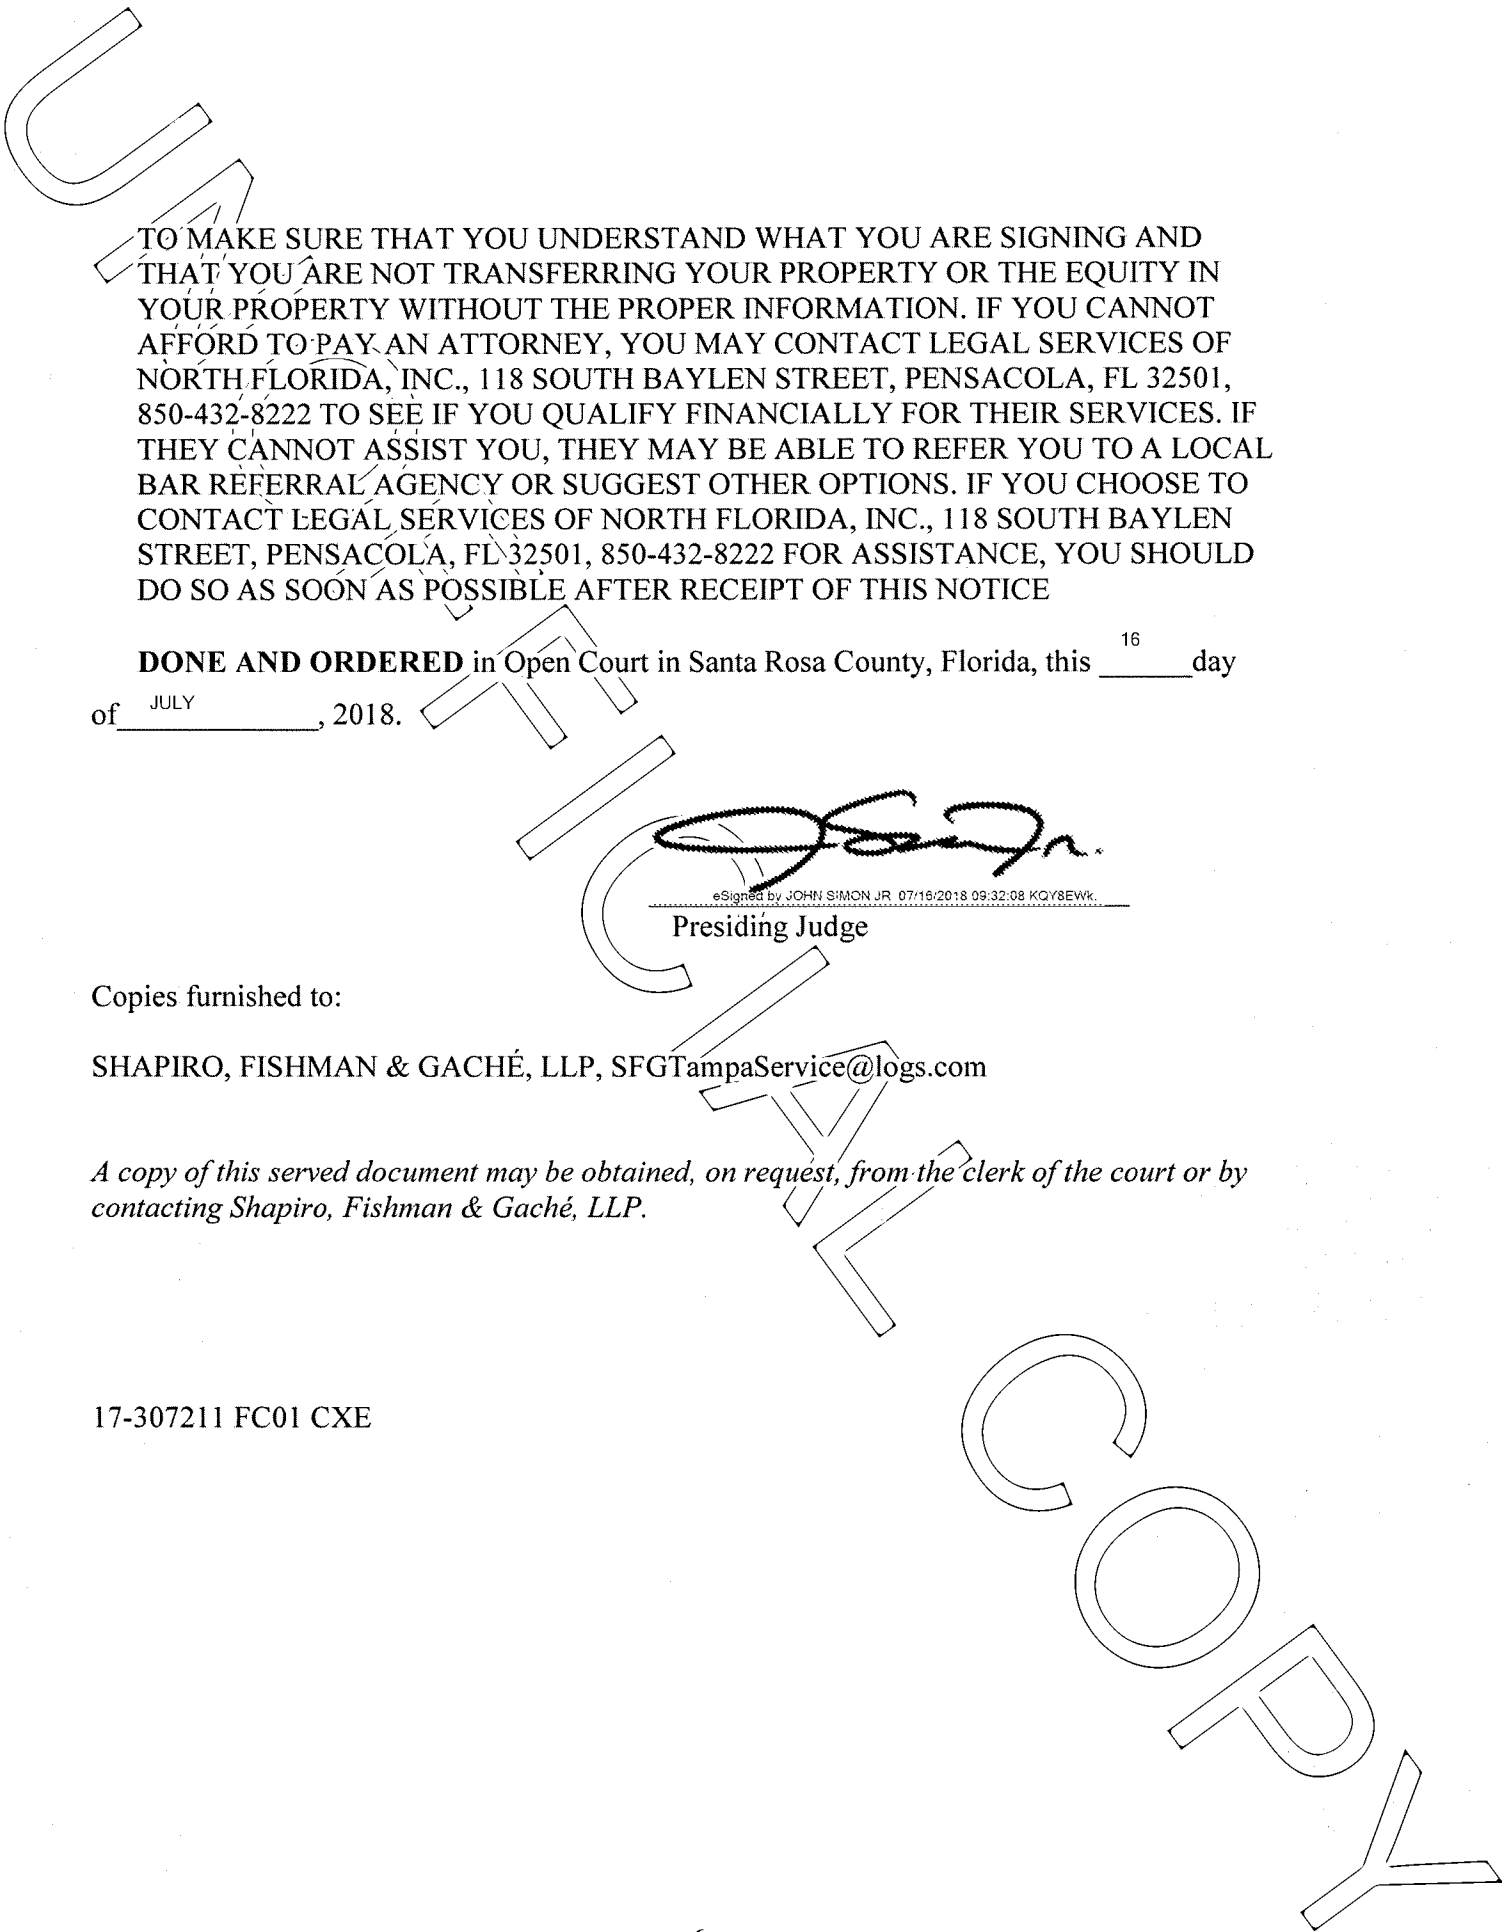 TO MAKE SURE THAT YOU UNDERSTAND WHAT YOU ARE SIGNING AND
THAT YOU ARE NOT TRANSFERRING YOUR PROPERTY OR THE EQUITY IN
YOUR PROPERTY WITHOUT THE PROPER INFORMATION. IF YOU CANNOT
AFFORD TO PAY AN ATTORNEY, YOU MAY CONTACT LEGAL SERVICES OF
NORTH FLORIDA, INC., 118 SOUTH BAYLEN STREET, PENSACOLA, FL 32501,
850-432-8222 TO SEE IF YOU QUALIFY FINANCIALLY FOR THEIR SERVICES. IF
THEY CANNOT ASSIST YOU, THEY MAY BE ABLE TO REFER YOU TO A LOCAL
BAR REFERRAL AGENCY OR SUGGEST OTHER OPTIONS. IF YOU CHOOSE TO
CONTACT LEGAL SERVICES OF NORTH FLORIDA, INC., 118 SOUTH BAYLEN
STREET, PENSACOLA, FL 32501, 850-432-8222 FOR ASSISTANCE, YOU SHOULD
DO SO AS SOON AS POSSIBLE AFTER RECEIPT OF THIS NOTICE
DONE AND ORDERED in Open Court in Santa Rosa County, Florida, this 16 day
of JULY, 2018.
eSigned by JOHN SIMON JR 07/16/2018 09:32:08 KQY8EWk.
Presiding Judge
Copies furnished to:
SHAPIRO, FISHMAN & GACHÉ, LLP, SFGTampaService@logs.com
A copy of this served document may be obtained, on request, from the clerk of the court or by
contacting Shapiro, Fishman & Gaché, LLP.
17-307211 FC01 CXE